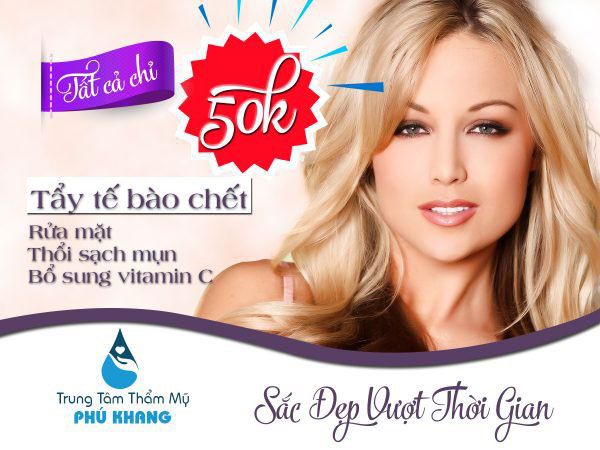 Tất cả chỉ
50k
Tẩy tế bào chết
Rửa mặt
Thổi sạch mụn
Bổ sung vitamin C
Trung Tâm Thẩm Mỹ
PHÚ KHANG
Sắc Đẹp Vượt Thời Gian